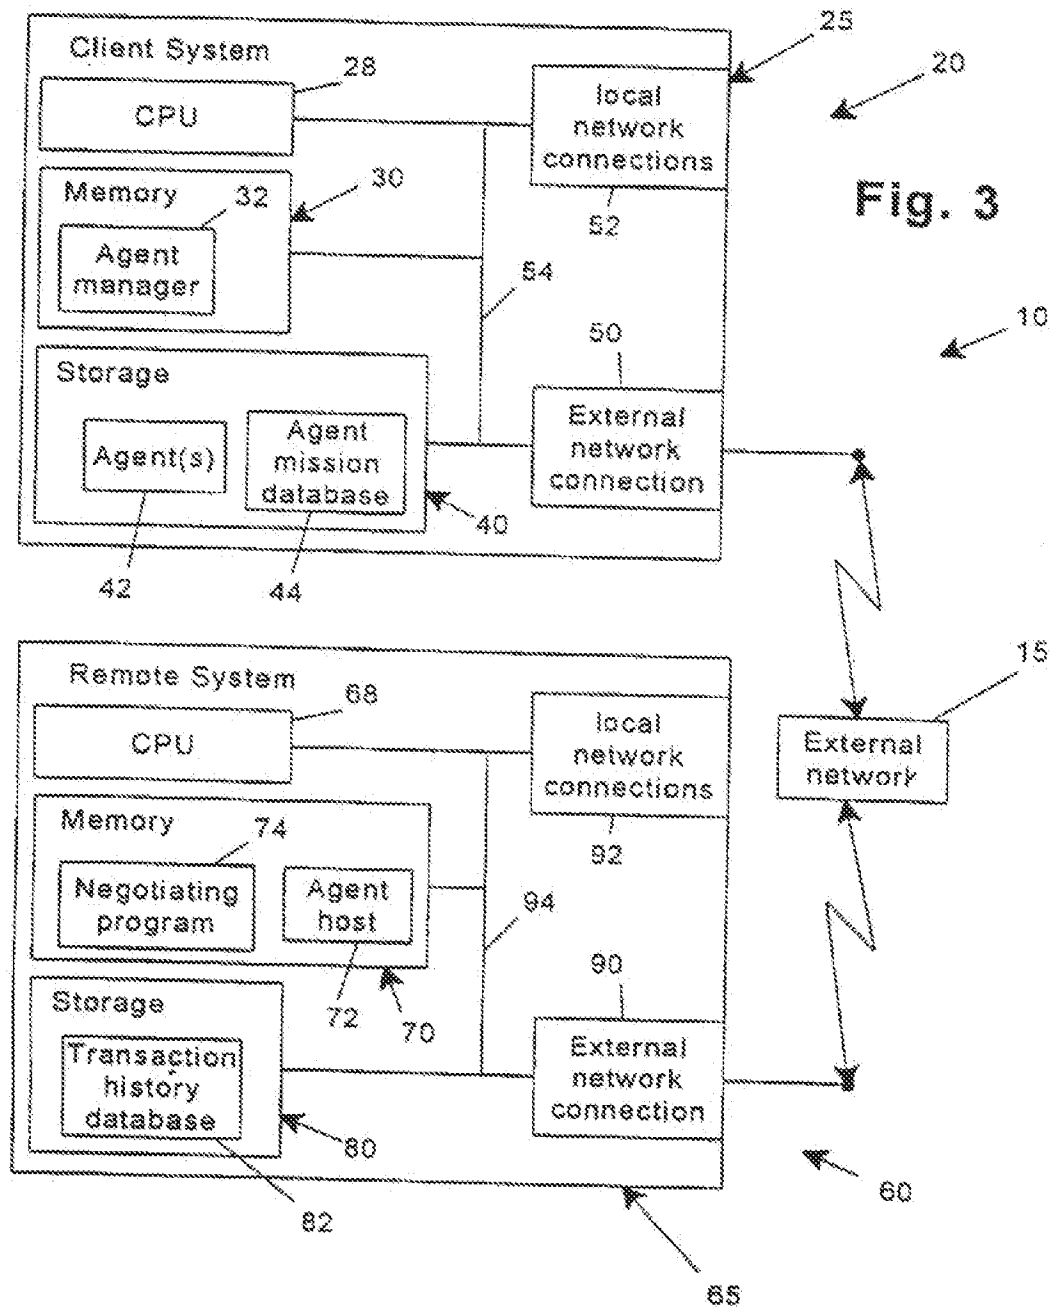 Client System
25
20
28
CPU
local
network
connections
52
Memory
32
30
Agent
manager
54
Fig. 3
10
50
Storage
Agent(s)
Agent
mission
database
40
42
44
External
network
connection
Remote System
68
CPU
local
network
connections
92
15
External
network
Memory
74
Negotiating
program
Agent
host
72
70
94
90
Storage
Transaction
history
database
80
82
External
network
connection
60
65